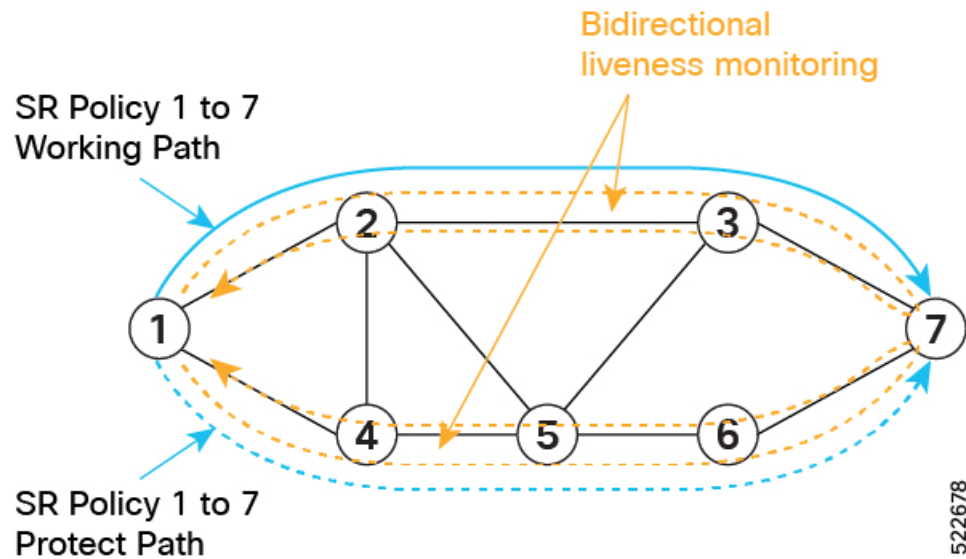 Bidirectional
liveness monitoring
SR Policy 1 to 7
Working Path
2
3
1
7
4
5
6
SR Policy 1 to 7
Protect Path
522678